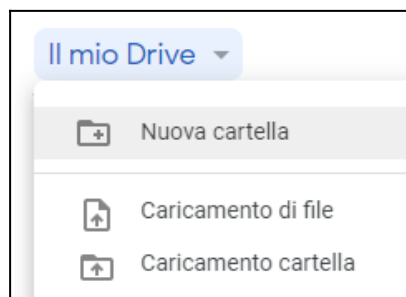 Il mio Drive
Nuova cartella
Caricamento di file
Caricamento cartella